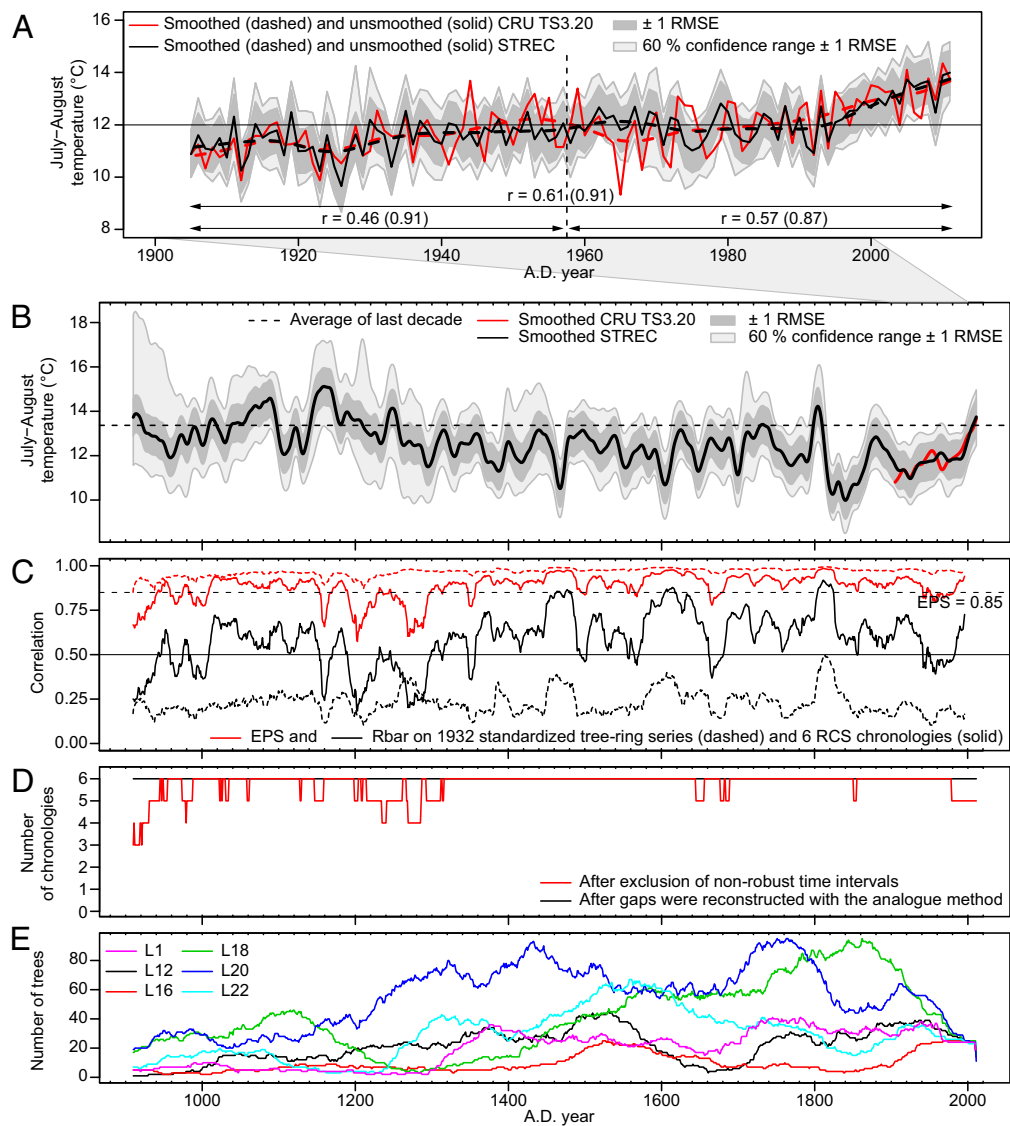 A
Smoothed (dashed) and unsmoothed (solid) CRU TS3.20
± 1 RMSE
Smoothed (dashed) and unsmoothed (solid) STREC
60 % confidence range ± 1 RMSE
July−August
temperature (°C)
16
14
12
10
8
r = 0.61 (0.91)
r = 0.46 (0.91)
r = 0.57 (0.87)
1900
1920
1940
1960
1980
2000
A.D. year
B
Average of last decade
Smoothed CRU TS3.20
± 1 RMSE
Smoothed STREC
60 % confidence range ± 1 RMSE
July−August
temperature (°C)
18
16
14
12
10
C
Correlation
1.00
0.75
0.50
0.25
0.00
EPS = 0.85
EPS and
Rbar on 1932 standardized tree-ring series (dashed) and 6 RCS chronologies (solid)
D
Number
of chronologies
6
5
4
3
2
1
0
After exclusion of non-robust time intervals
After gaps were reconstructed with the analogue method
E
Number of trees
80
60
40
20
0
L1
L18
L12
L20
L16
L22
1000
1200
1400
1600
1800
2000
A.D. year